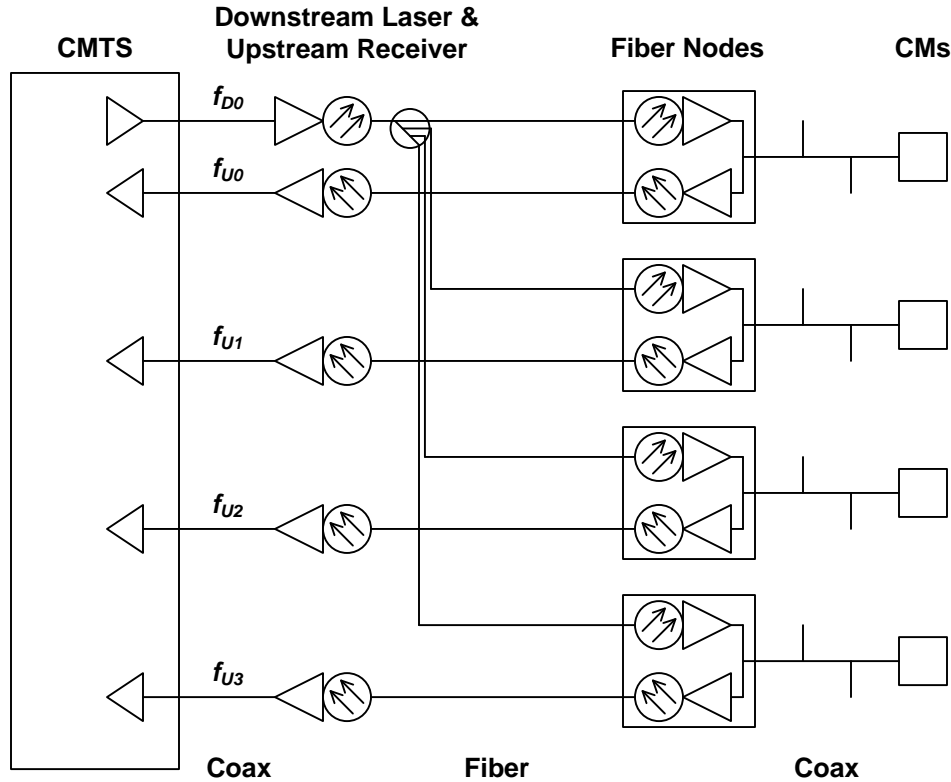 Downstream Laser &
CMTS Upstream Receiver Fiber Nodes CMs
fD0
fU0
fU1
fU2
fU3
Coax Fiber Coax